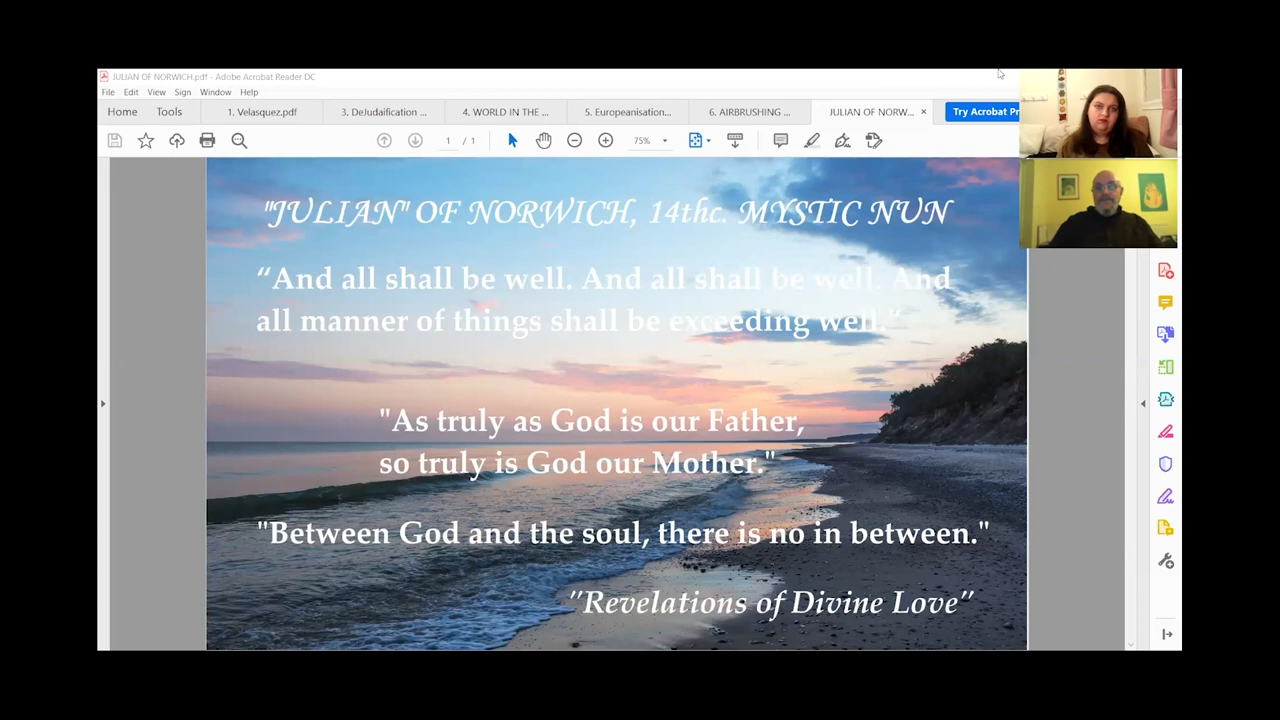 JULIAN OF NORWICH.pdf - Adobe Acrobat Reader DC
File Edit View Sign Window Help
Home Tools 1. Velasquez.pdf 3. DeJudaification ... 4. WORLD IN THE ... 5. Europeanisation... 6. AIRBRUSHING ... JULIAN OF NORW... × Try Acrobat Pr
1 / 1 75%
"JULIAN" OF NORWICH, 14thc. MYSTIC NUN
“And all shall be well. And all shall be well. And
all manner of things shall be exceeding well.”
"As truly as God is our Father,
so truly is God our Mother."
"Between God and the soul, there is no in between."
"Revelations of Divine Love"